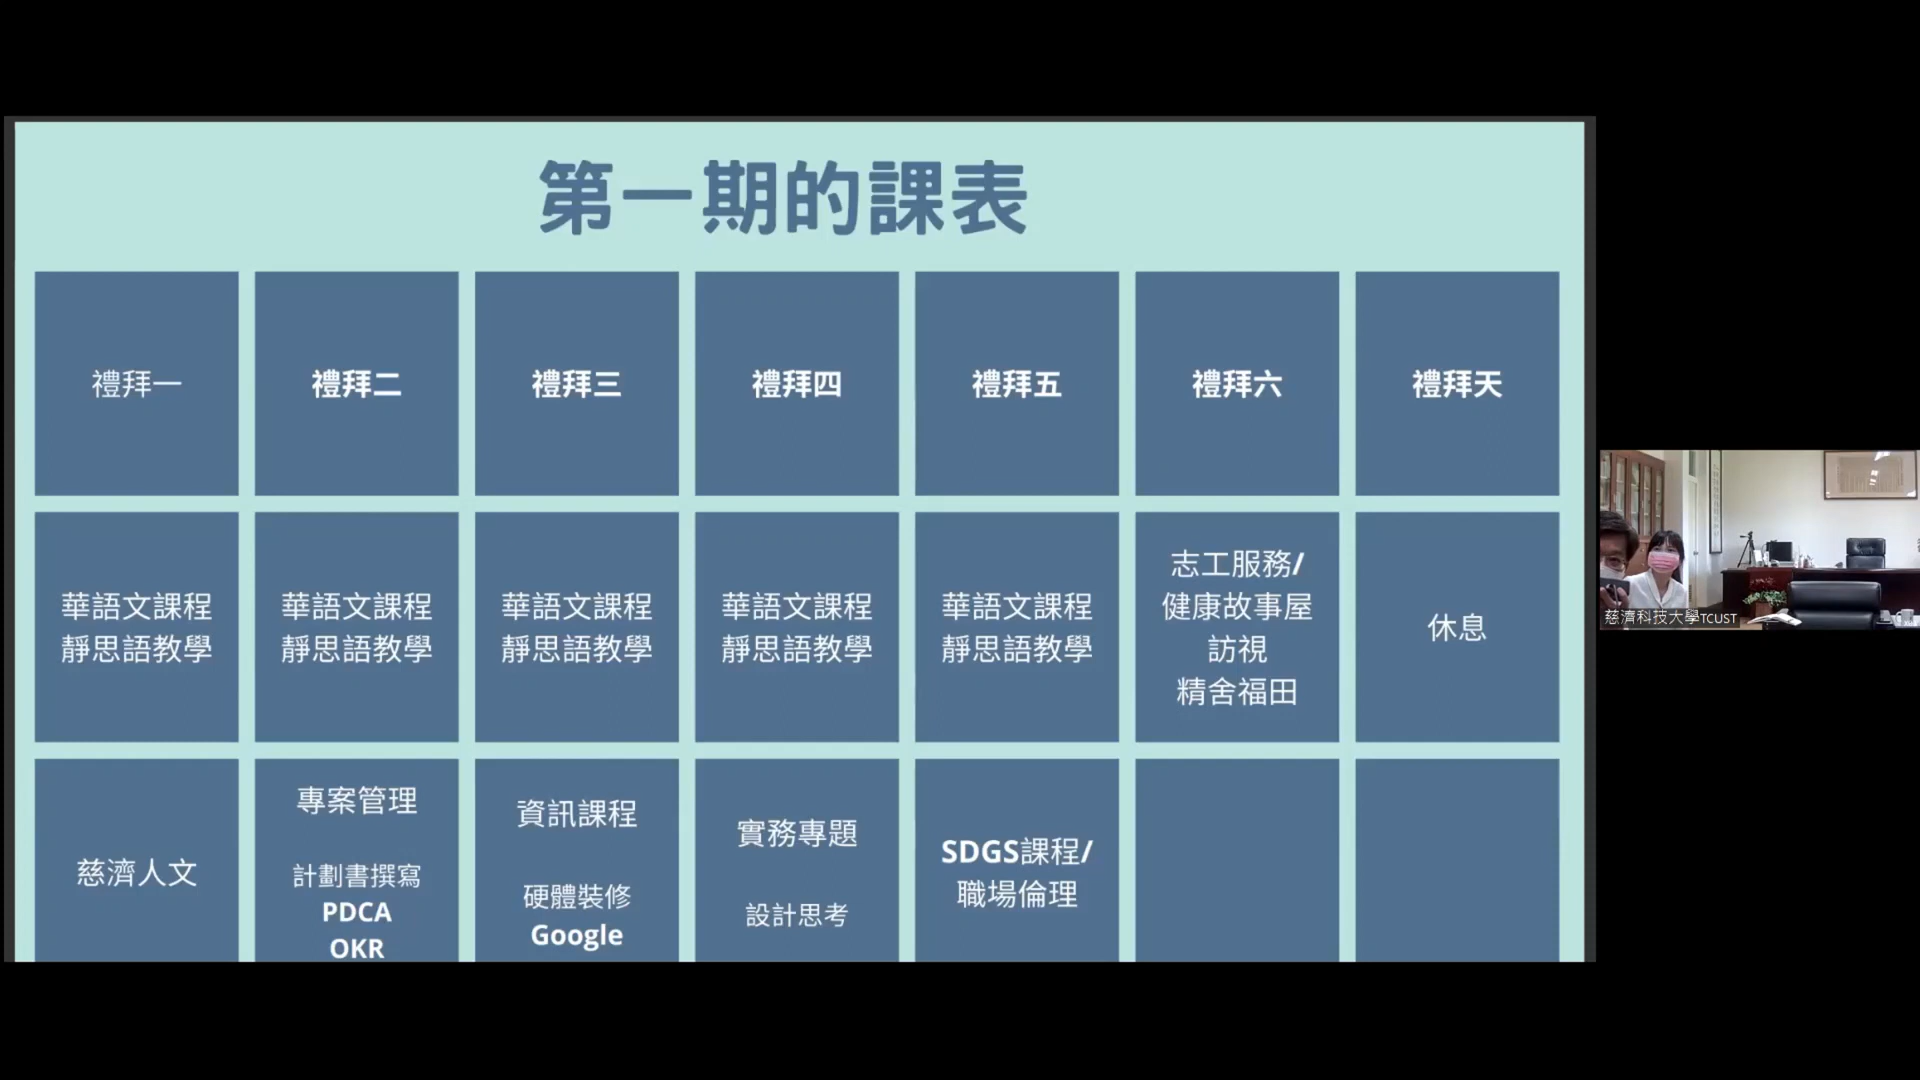 第一期的課表
禮拜一
禮拜二
禮拜三
禮拜四
禮拜五
禮拜六
禮拜天
華語文課程
靜思語教學
華語文課程
靜思語教學
華語文課程
靜思語教學
華語文課程
靜思語教學
華語文課程
靜思語教學
志工服務/
健康故事屋
訪視
精舍福田
休息
慈濟人文
專案管理
計劃書撰寫
PDCA
OKR
資訊課程
硬體裝修
Google
實務專題
設計思考
SDGS課程/
職場倫理
慈濟科技大學TCUST